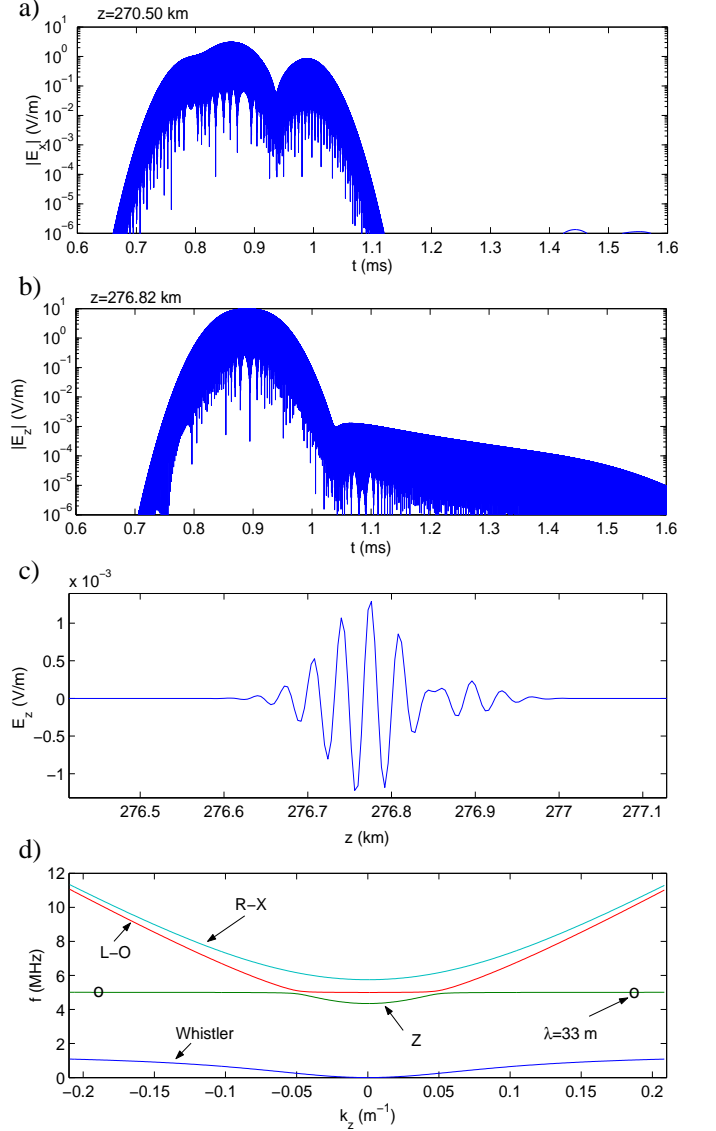 a)
z=270.50 km
|E_x| (V/m)
10^1
10^0
10^−1
10^−2
10^−3
10^−4
10^−5
10^−6
0.6 0.7 0.8 0.9 1 1.1 1.2 1.3 1.4 1.5 1.6
t (ms)
b)
z=276.82 km
|E_z| (V/m)
10^1
10^0
10^−1
10^−2
10^−3
10^−4
10^−5
10^−6
0.6 0.7 0.8 0.9 1 1.1 1.2 1.3 1.4 1.5 1.6
t (ms)
c)
x 10^−3
E_z (V/m)
1
0.5
0
−0.5
−1
276.5 276.6 276.7 276.8 276.9 277 277.1
z (km)
d)
f (MHz)
12
10
8
6
4
2
0
R−X
L−O
o
o
Whistler
Z
λ=33 m
−0.2 −0.15 −0.1 −0.05 0 0.05 0.1 0.15 0.2
k_z (m^−1)